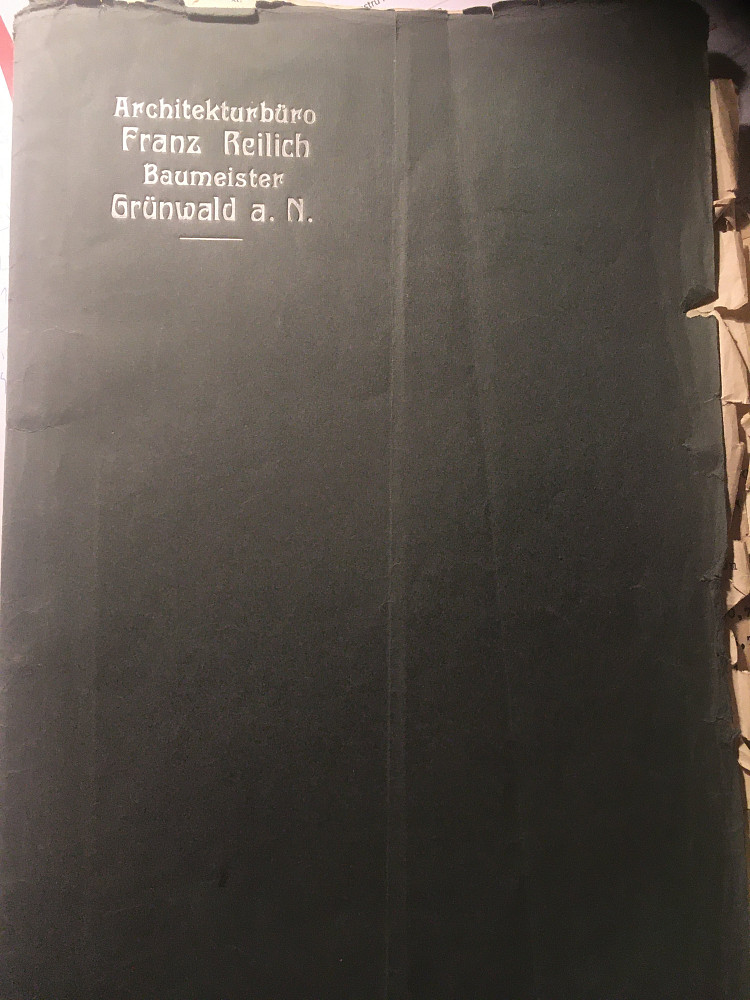 Architekturbüro
Franz Reilich
Baumeister
Grünwald a. N.